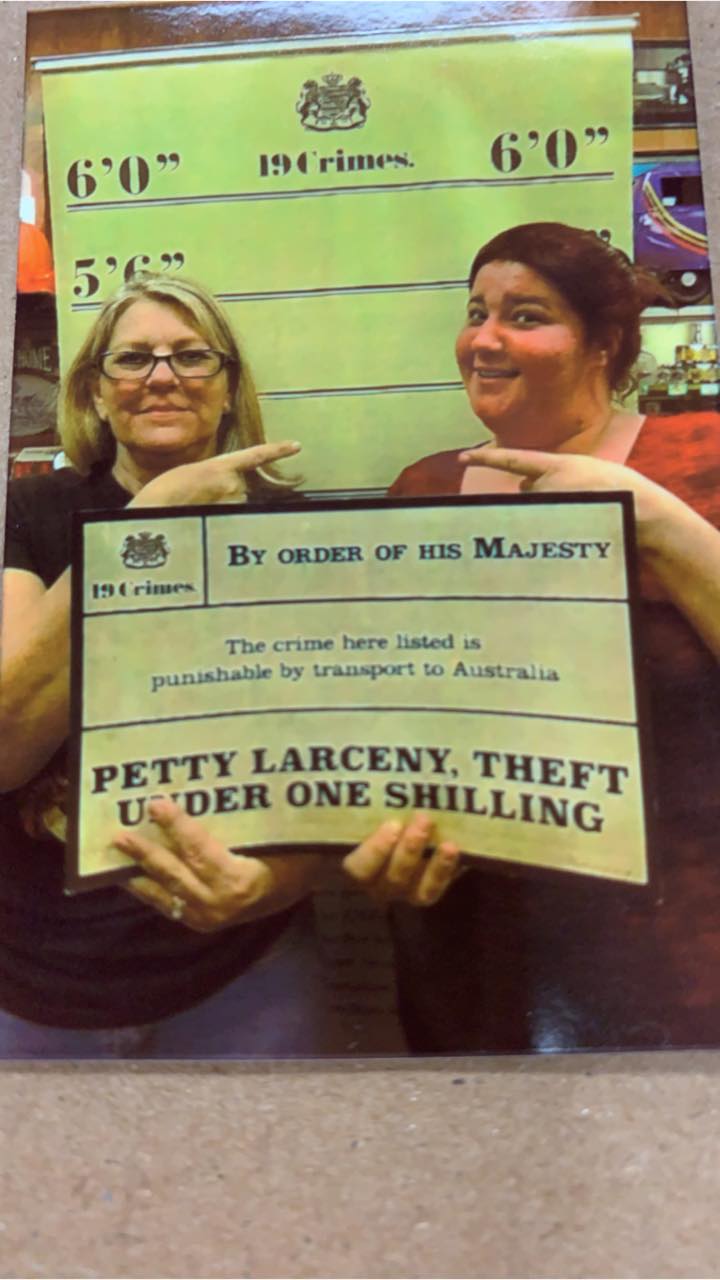 6’0” 19 Crimes. 6’0”
5’6” ”
HOME
19 Crimes.
BY ORDER OF HIS MAJESTY
The crime here listed is
punishable by transport to Australia
PETTY LARCENY, THEFT
UNDER ONE SHILLING